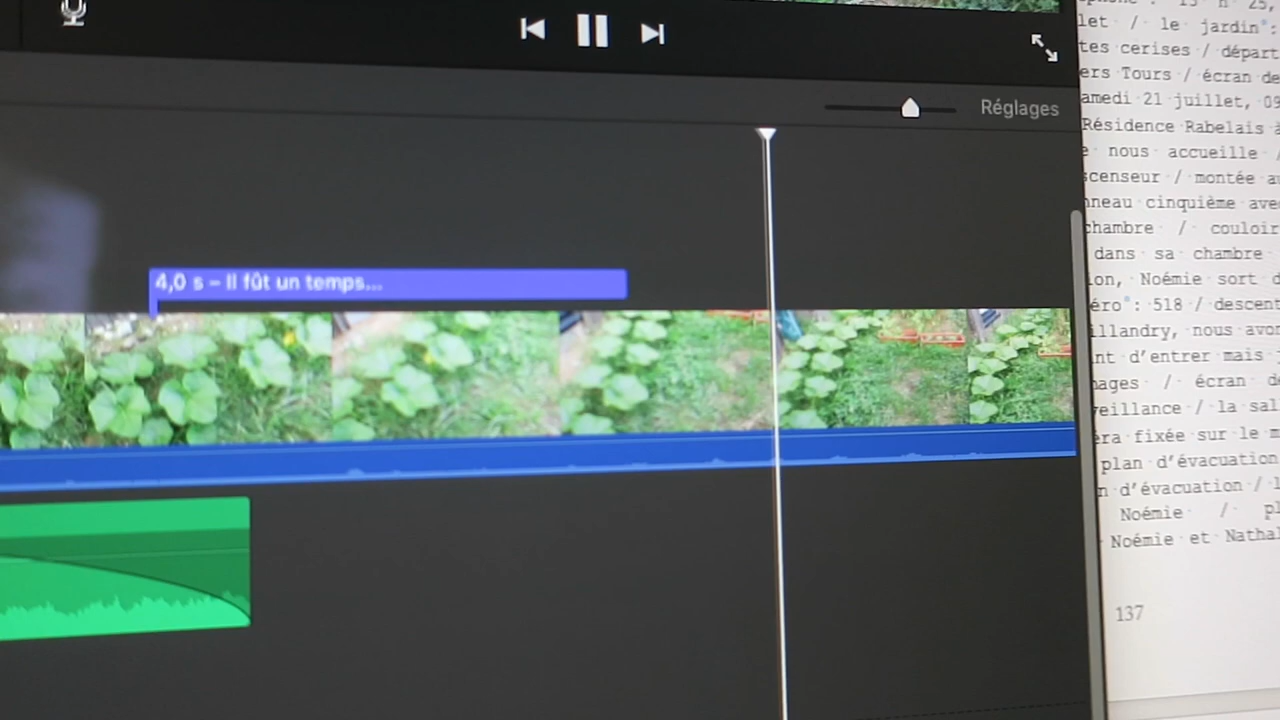 Réglages
4,0 s – Il fût un temps...
let / le jardin°:
tes cerises / départ
ers Tours / écran de
amedi 21 juillet, 09
Résidence Rabelais
e nous accueille /
scenseur / montée au
nneau cinquième avec
chambre / couloir
dans sa chambre
ion, Noémie sort d
éro°: 518 / descent
illandry, nous avon
nt d'entrer mais
mages / écran de
veillance / la sal
era fixée sur le m
plan d'évacuation
n d'évacuation / l
Noémie / pl
Noémie et Nathal
137